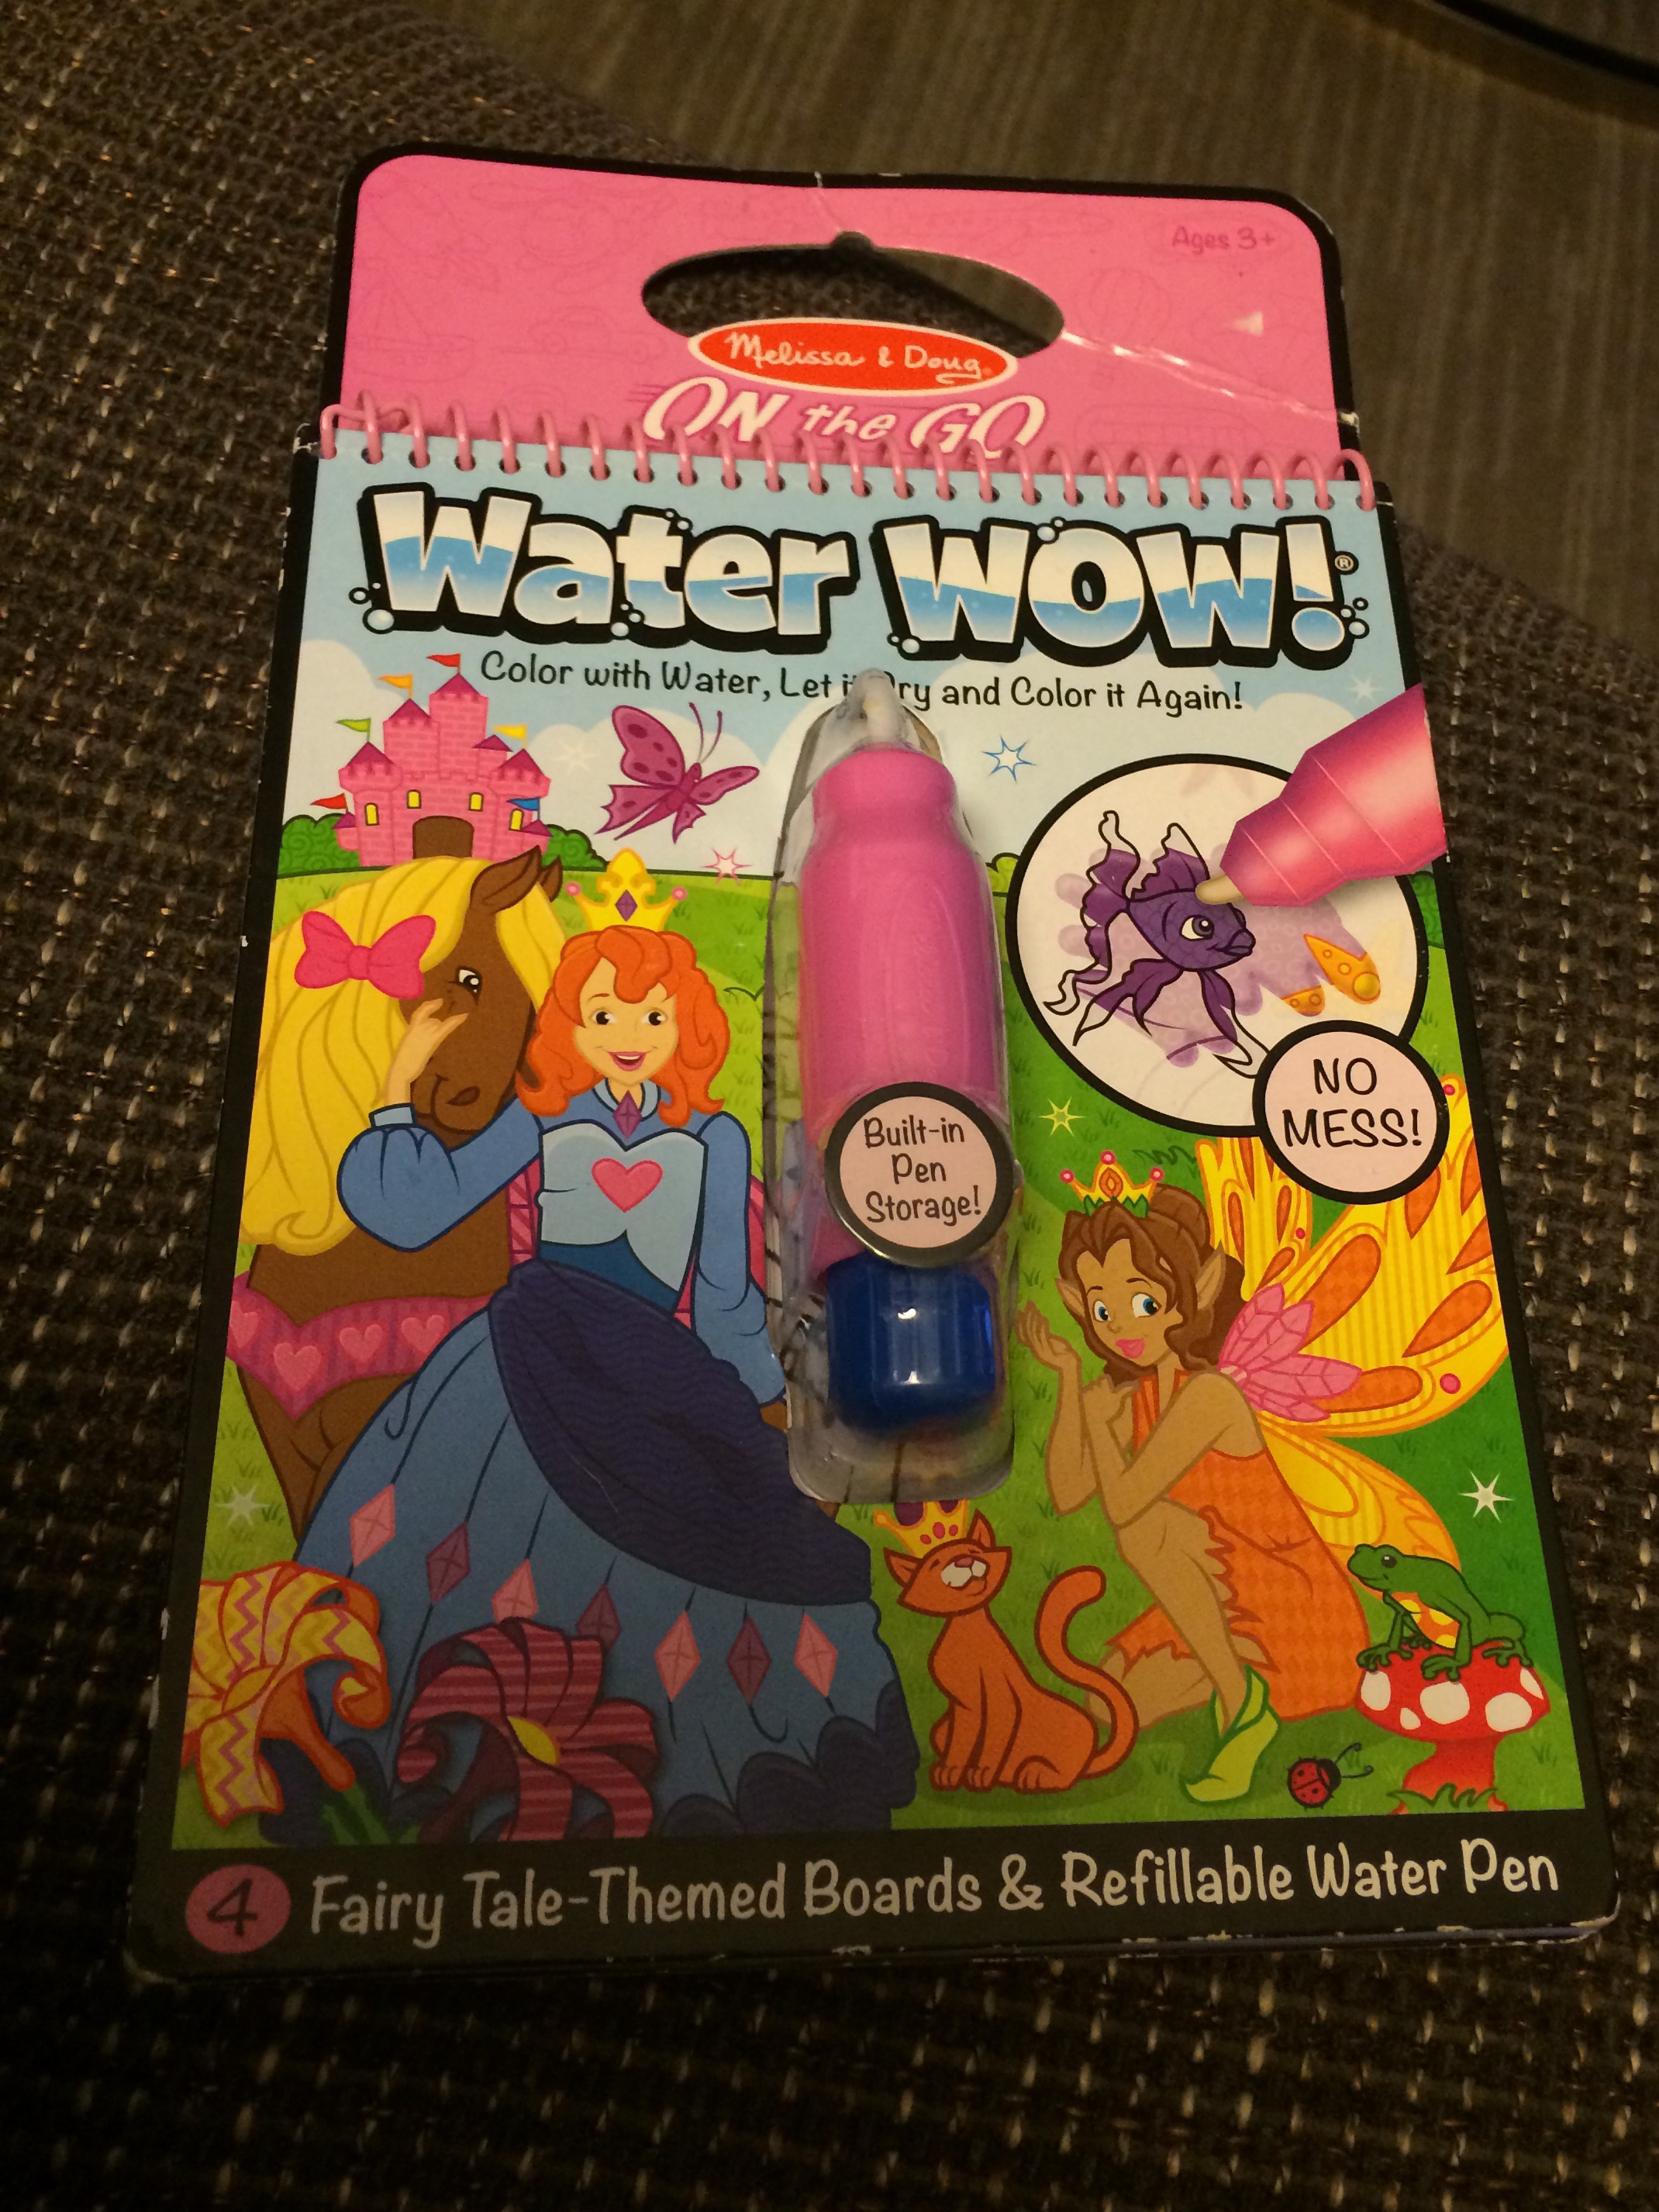 Ages 3+
Melissa & Doug®
ON the GO
Water WOW!®
Color with Water, Let it Dry and Color it Again!
NO
MESS!
Built-in
Pen
Storage!
4 Fairy Tale-Themed Boards & Refillable Water Pen